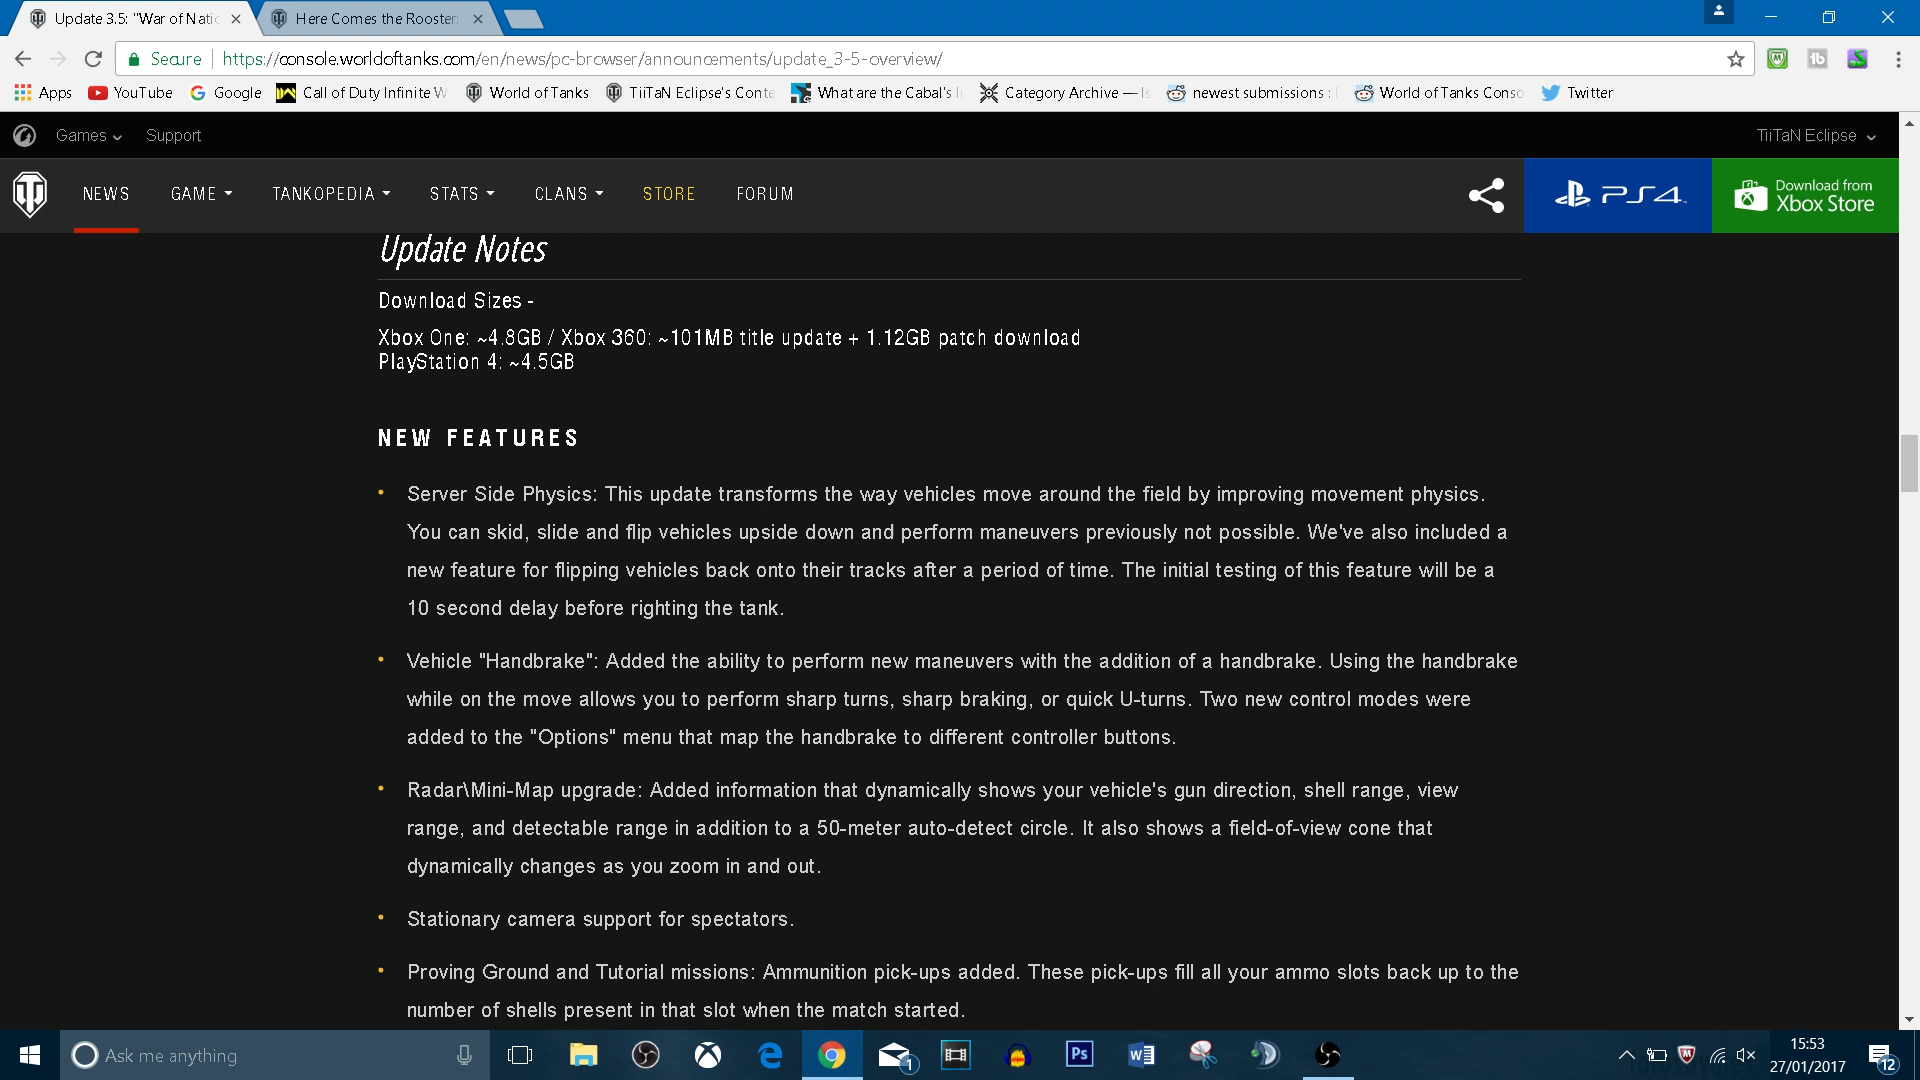 Update 3.5: "War of Natio
Here Comes the Rooster:
Secure
https://console.worldoftanks.com/en/news/pc-browser/announcements/update_3-5-overview/
Apps YouTube Google Call of Duty Infinite W World of Tanks TiiTaN Eclipse's Conte What are the Cabal's I Category Archive — Is newest submissions : World of Tanks Conso Twitter
Games Support TiiTaN Eclipse
NEWS GAME TANKOPEDIA STATS CLANS STORE FORUM PS4 Download from
Xbox Store
Update Notes
Download Sizes -
Xbox One: ~4.8GB / Xbox 360: ~101MB title update + 1.12GB patch download
PlayStation 4: ~4.5GB
NEW FEATURES
• Server Side Physics: This update transforms the way vehicles move around the field by improving movement physics.
You can skid, slide and flip vehicles upside down and perform maneuvers previously not possible. We've also included a
new feature for flipping vehicles back onto their tracks after a period of time. The initial testing of this feature will be a
10 second delay before righting the tank.
• Vehicle "Handbrake": Added the ability to perform new maneuvers with the addition of a handbrake. Using the handbrake
while on the move allows you to perform sharp turns, sharp braking, or quick U-turns. Two new control modes were
added to the "Options" menu that map the handbrake to different controller buttons.
• Radar\Mini-Map upgrade: Added information that dynamically shows your vehicle's gun direction, shell range, view
range, and detectable range in addition to a 50-meter auto-detect circle. It also shows a field-of-view cone that
dynamically changes as you zoom in and out.
• Stationary camera support for spectators.
• Proving Ground and Tutorial missions: Ammunition pick-ups added. These pick-ups fill all your ammo slots back up to the
number of shells present in that slot when the match started.
Ask me anything
1
Ps
15:53
27/01/2017
12